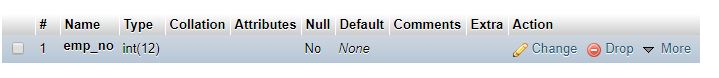 # Name Type Collation Attributes Null Default Comments Extra Action
1 emp_no int(12) No None Change Drop More